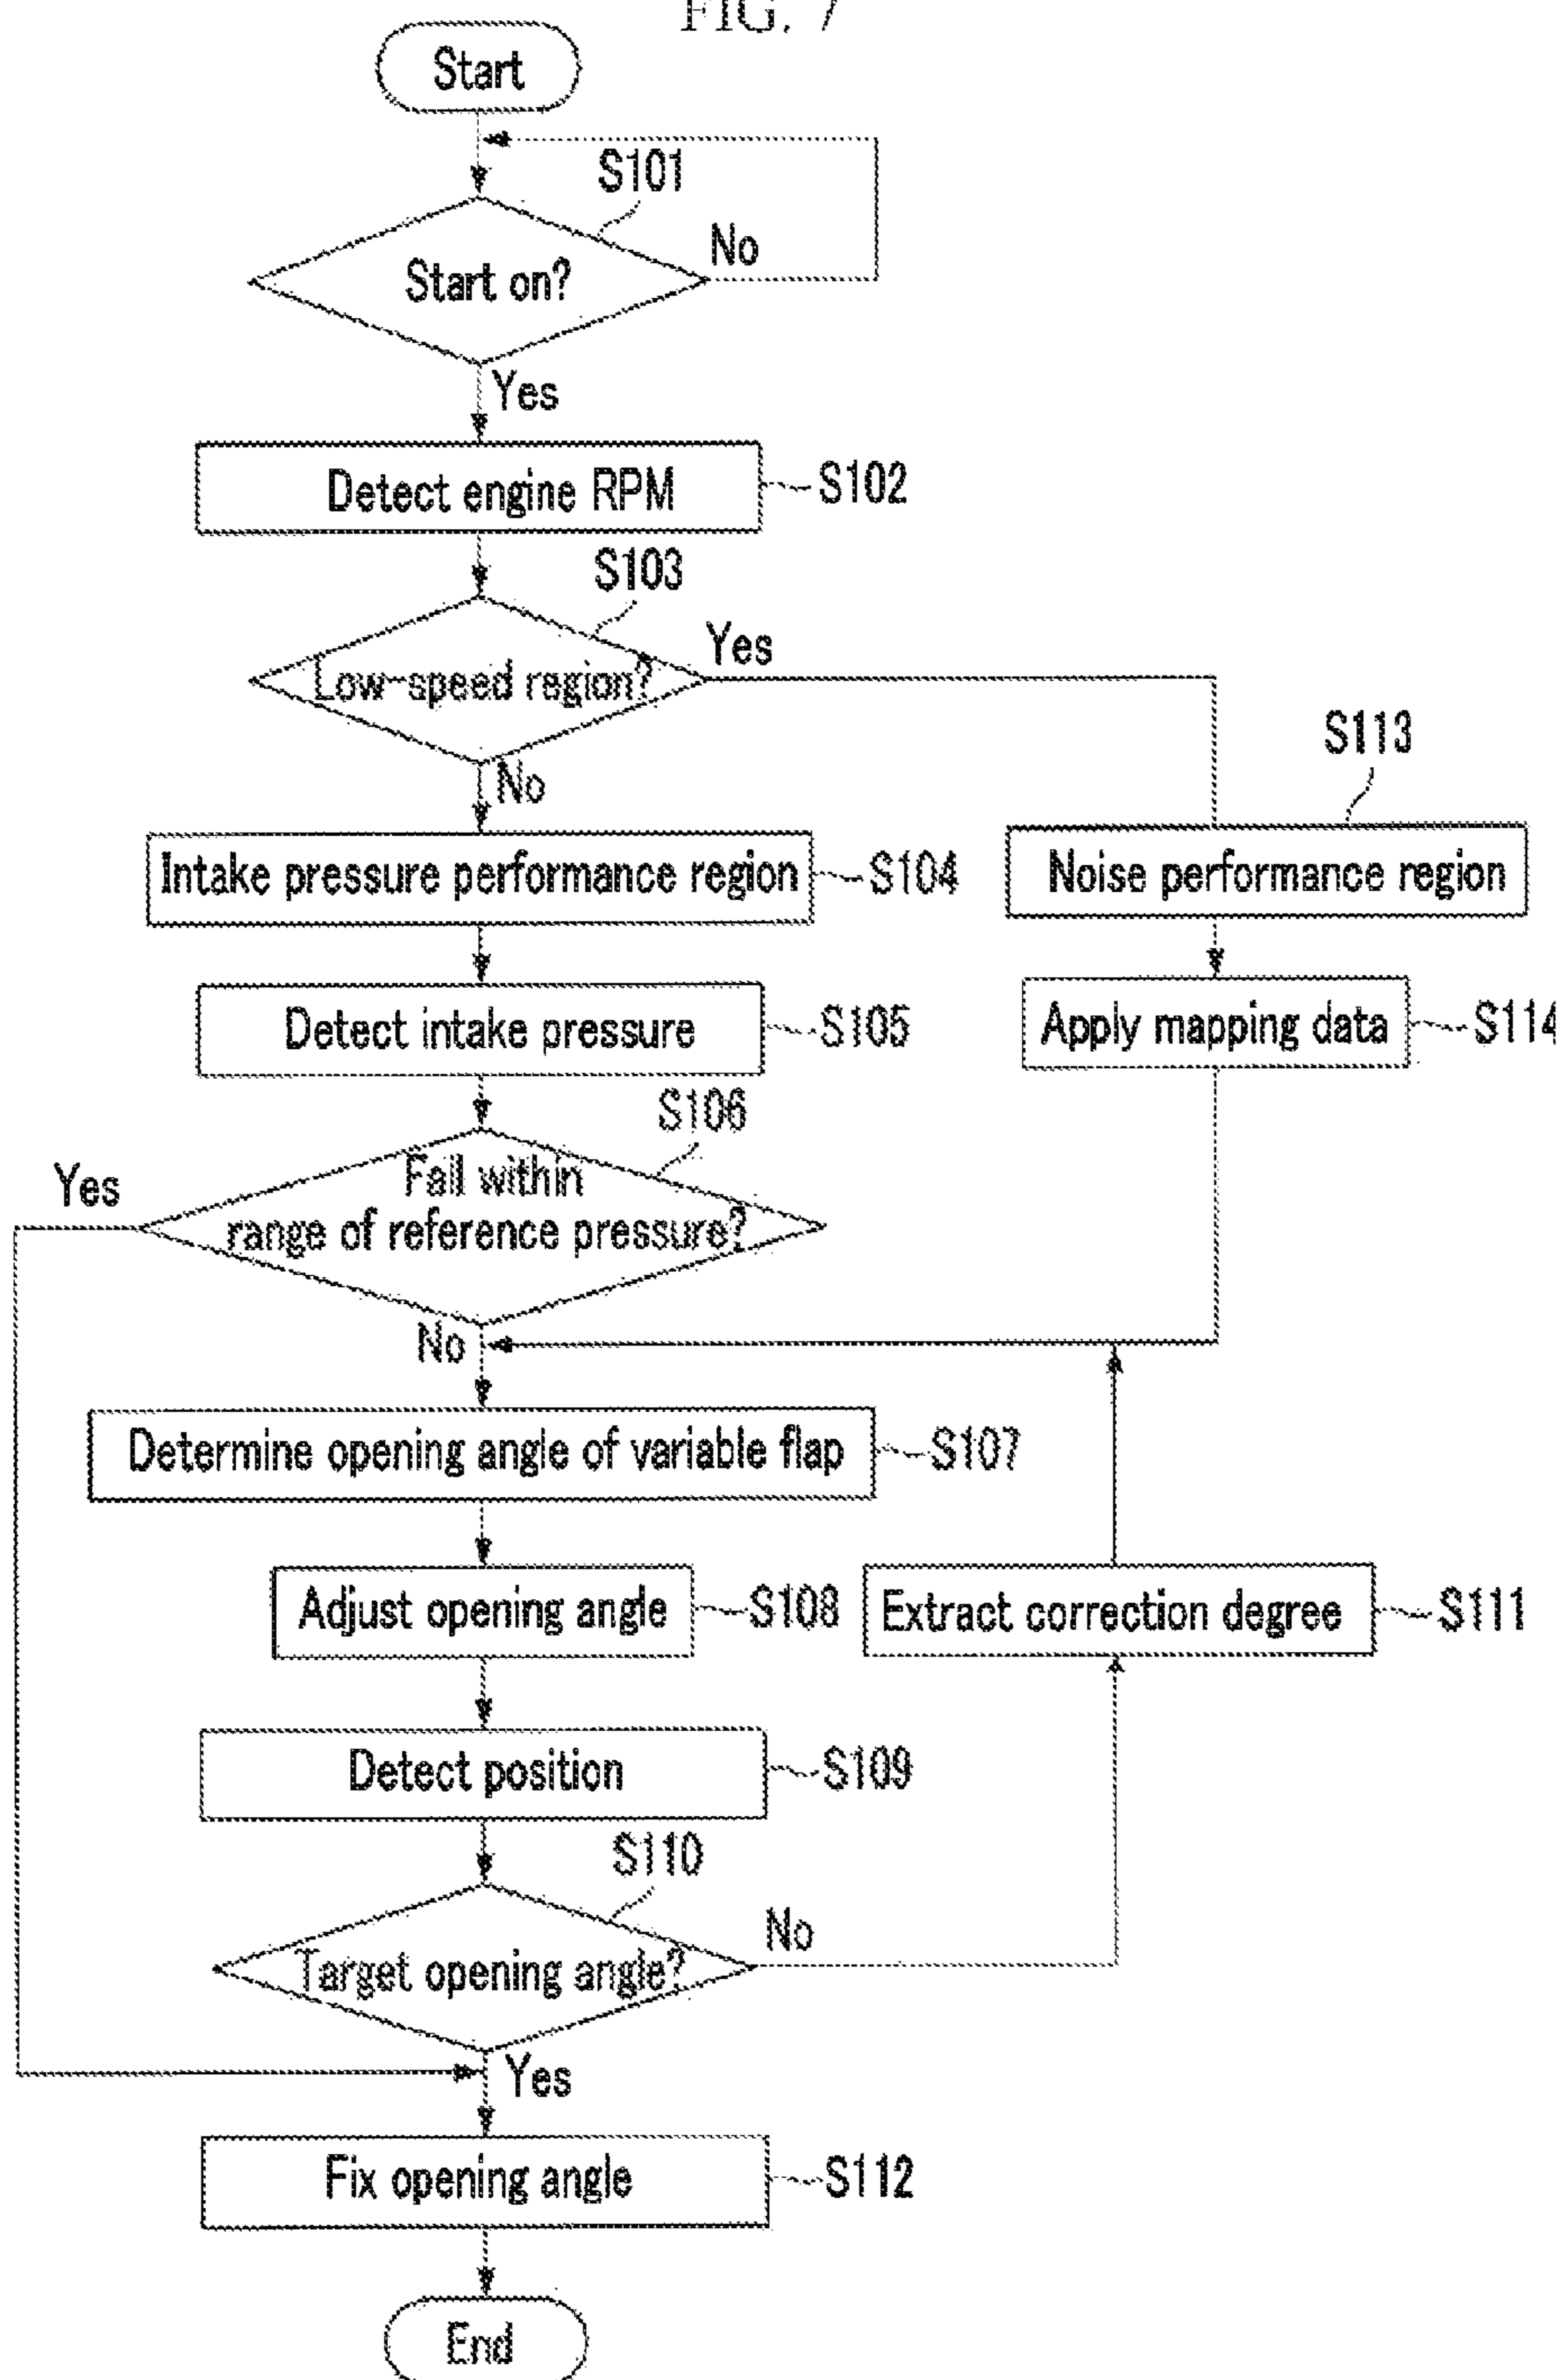 FIG. 7
Start
S101
No
Start on?
Yes
Detect engine RPM
S102
S103
Yes
Low-speed region?
No
S113
Intake pressure performance region
S104
Noise performance region
Detect intake pressure
S105
Apply mapping data
S114
S106
Yes
Fall within
range of reference pressure?
No
Determine opening angle of variable flap
S107
Adjust opening angle
S108
Extract correction degree
S111
Detect position
S109
S110
No
Target opening angle?
Yes
Fix opening angle
S112
End